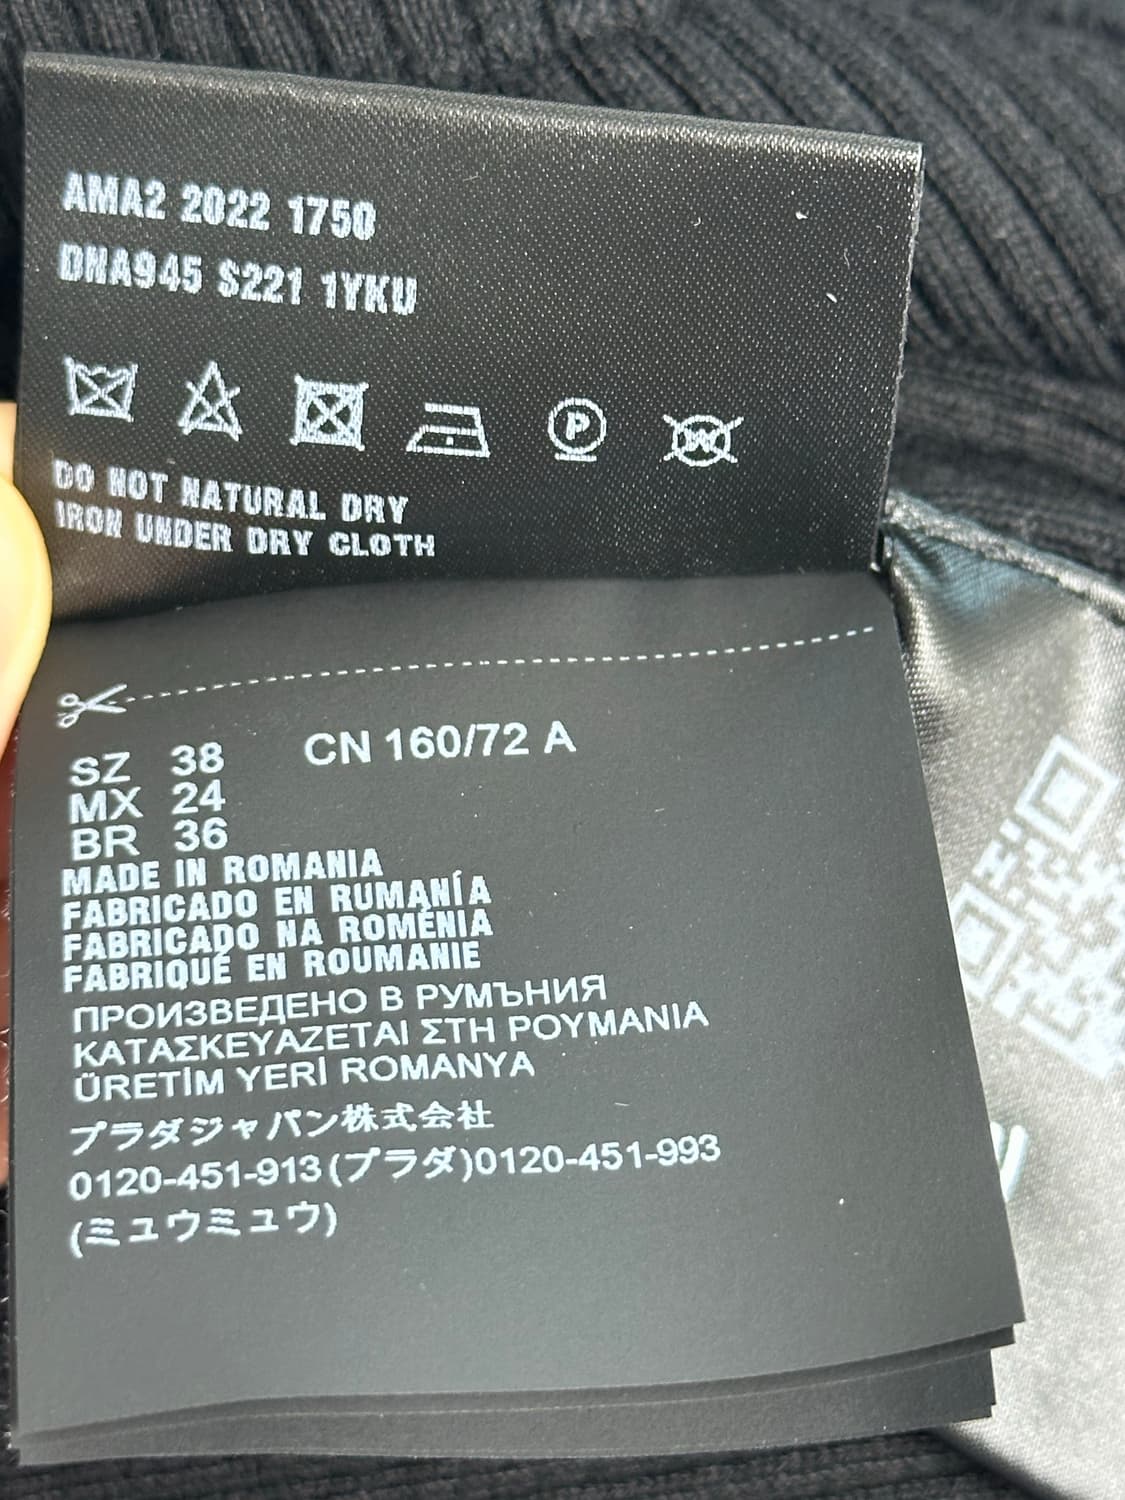 AMA2 2022 1750
DNA945 S221 1YKU
P
W
DO NOT NATURAL DRY
IRON UNDER DRY CLOTH
SZ 38 CN 160/72 A
MX 24
BR 36
MADE IN ROMANIA
FABRICADO EN RUMANÍA
FABRICADO NA ROMÉNIA
FABRIQUÉ EN ROUMANIE
ПРОИЗВЕДЕНО В РУМЪНИЯ
ΚΑΤΑΣΚΕΥΑΖΕΤΑΙ ΣΤΗ ΡΟΥΜΑΝΙΑ
ÜRETİM YERİ ROMANYA
プラダジャパン株式会社
0120-451-913(プラダ)0120-451-993
(ミュウミュウ)